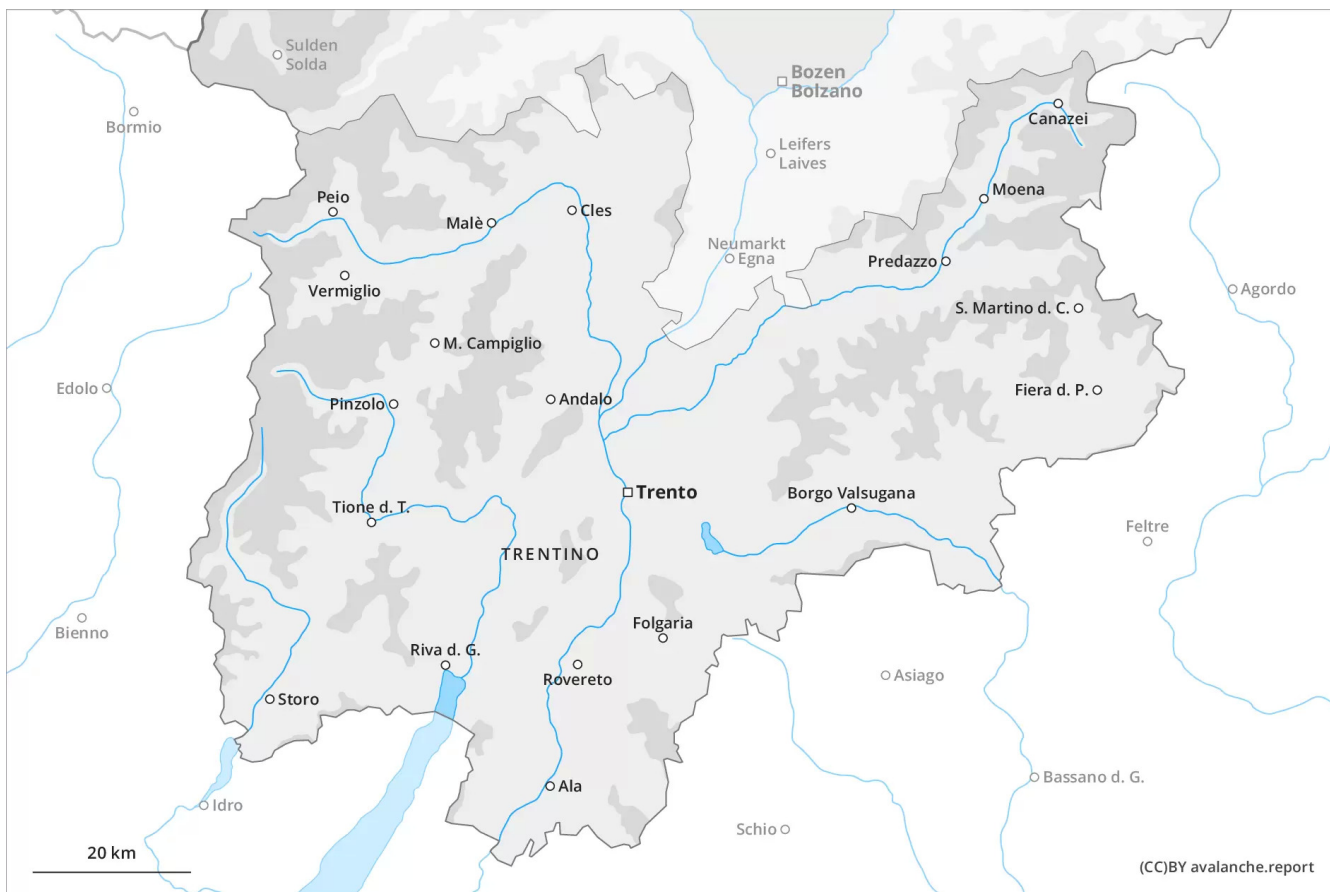 Sulden
Solda
Bozen
Bolzano
Bormio
Canazei
Leifers
Laives
Peio
Moena
Malè
Cles
Neumarkt
Egna
Predazzo
Vermiglio
Agordo
S. Martino d. C.
M. Campiglio
Edolo
Pinzolo
Andalo
Fiera d. P.
Trento
Borgo Valsugana
Tione d. T.
Feltre
TRENTINO
Bienno
Folgaria
Riva d. G.
Rovereto
Asiago
Storo
Bassano d. G.
Ala
Idro
Schio
20 km
(CC)BY avalanche.report